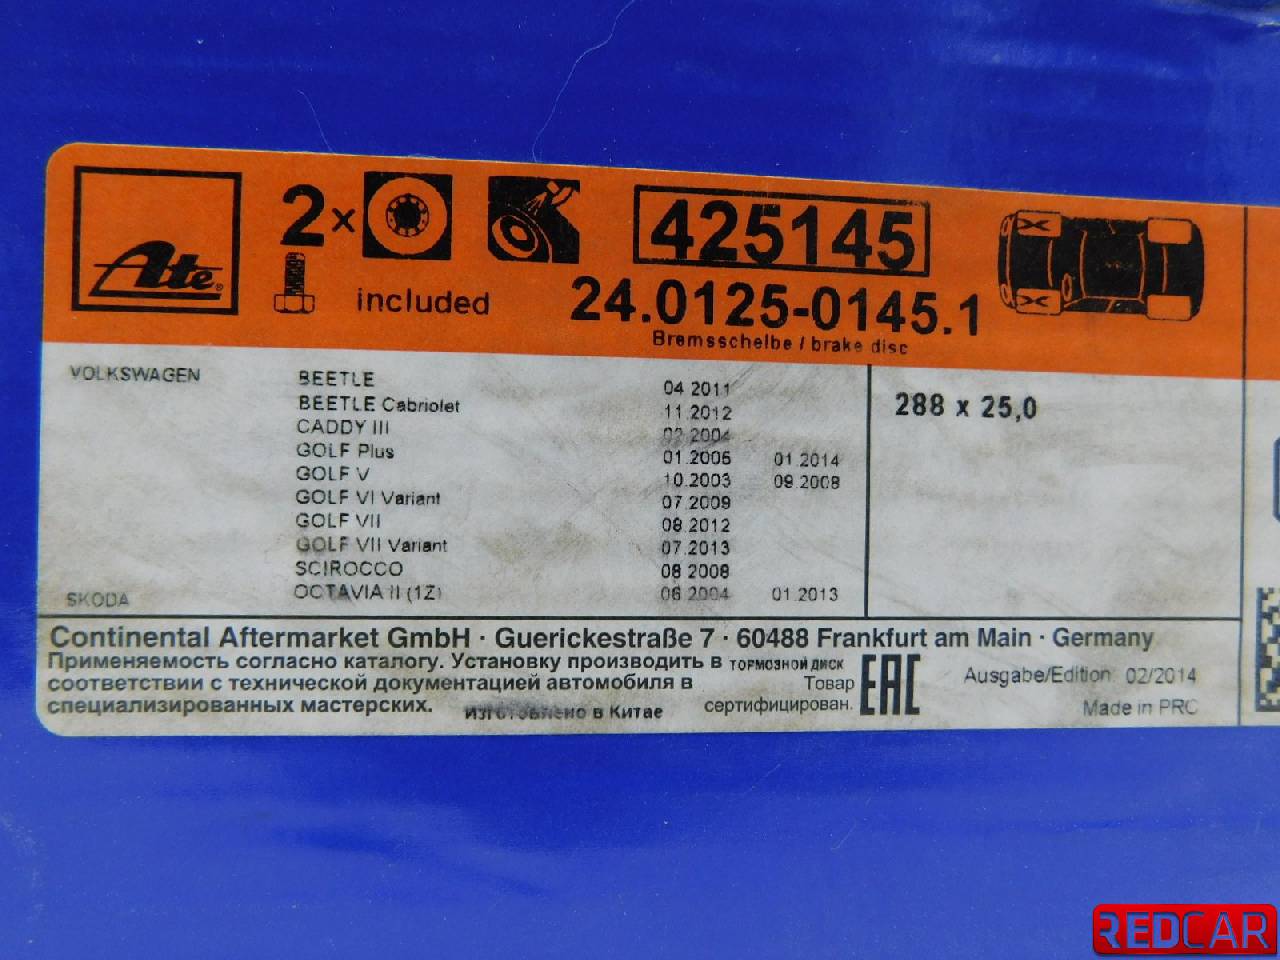 Ate®
2x
included
425145
24.0125-0145.1
Bremsscheibe / brake disc
VOLKSWAGEN BEETLE 04.2011
BEETLE Cabriolet 11.2012
CADDY III 02.2004
GOLF Plus 01.2005 01.2014
GOLF V 10.2003 09.2008
GOLF VI Variant 07.2009
GOLF VII 08.2012
GOLF VII Variant 07.2013
SCIROCCO 08.2008
SKODA OCTAVIA II (1Z) 06.2004 01.2013
288 x 25,0
Continental Aftermarket GmbH · Guerickestraße 7 · 60488 Frankfurt am Main · Germany
Применяемость согласно каталогу. Установку производить в
соответствии с технической документацией автомобиля в
специализированных мастерских.
Изготовлено в Китае
ТОРМОЗНОЙ ДИСК
Товар
сертифицирован.
EAC
Ausgabe/Edition 02/2014
Made in PRC
REDCAR